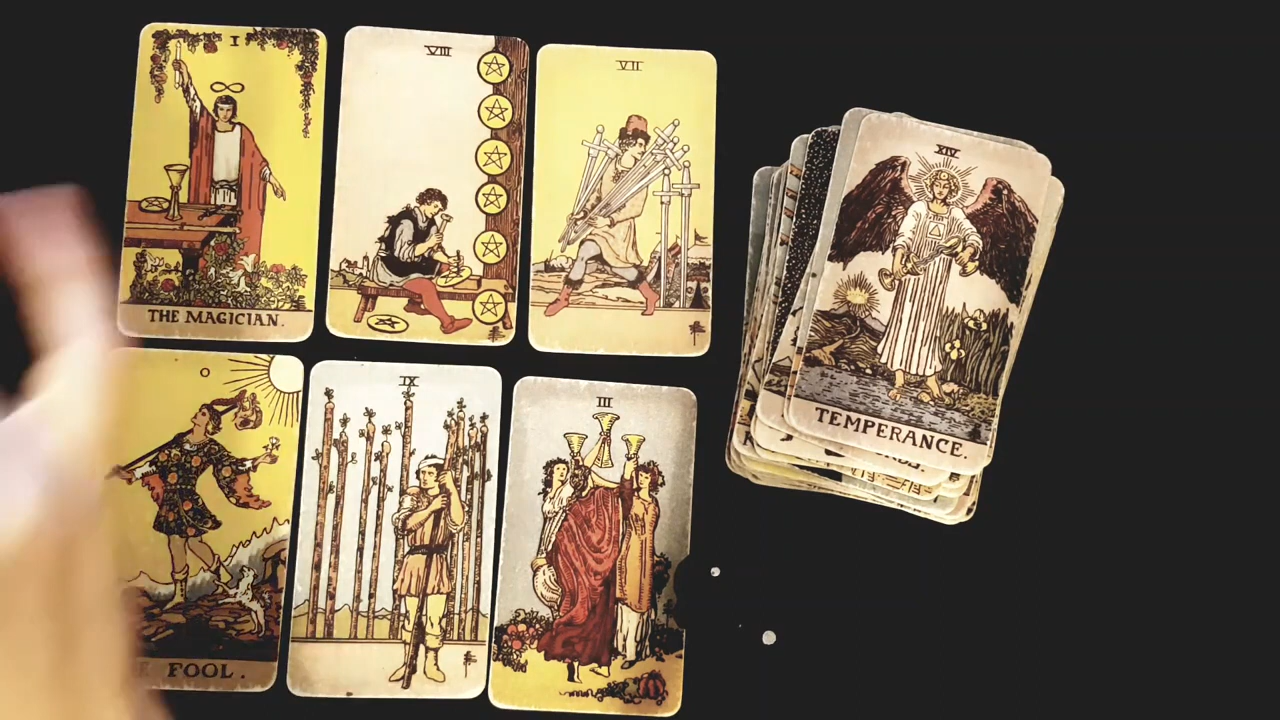 I
VIII
VII
XIV
THE MAGICIAN.
TEMPERANCE.
0
IX
III
FOOL.